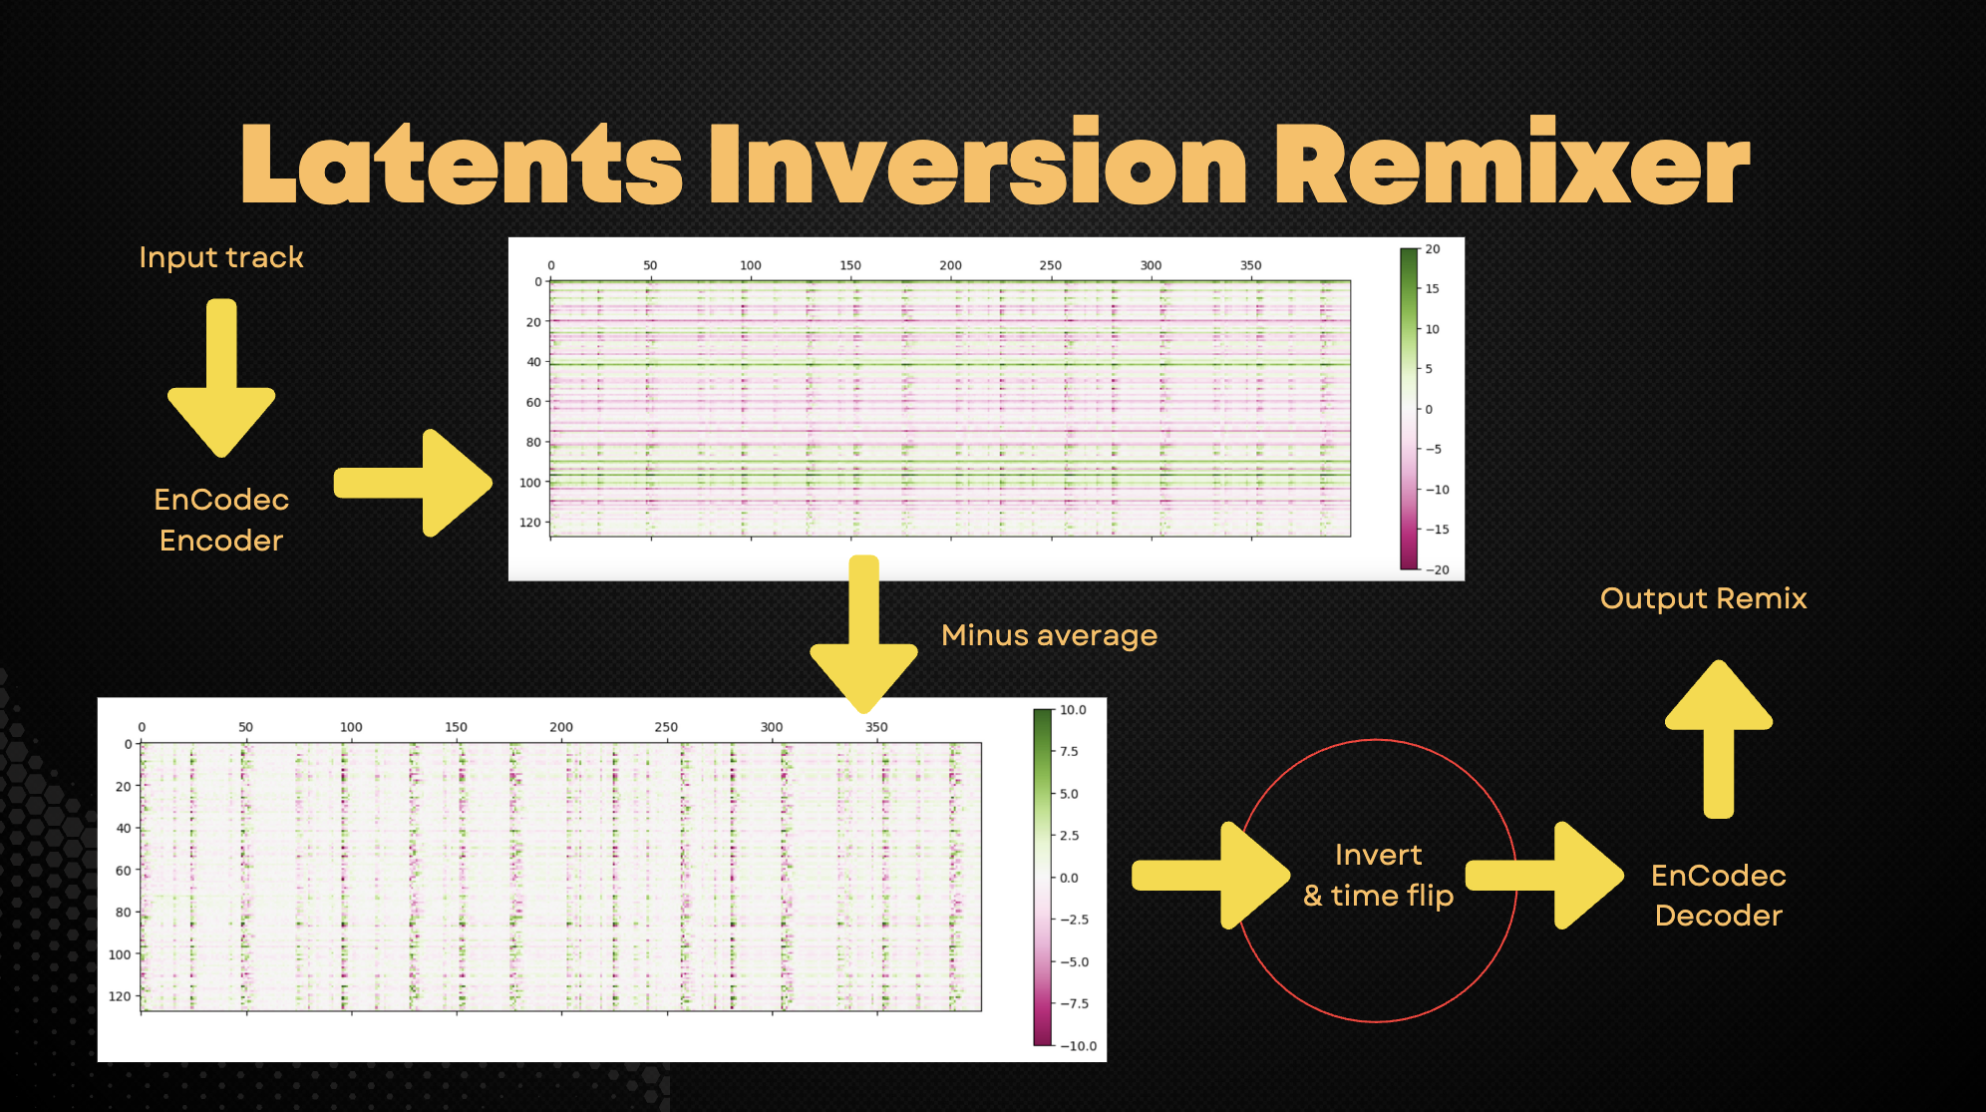 Latents Inversion Remixer
Input track
EnCodec
Encoder
0 50 100 150 200 250 300 350
0
20
40
60
80
100
120
20
15
10
5
0
−5
−10
−15
−20
Minus average
0 50 100 150 200 250 300 350
0
20
40
60
80
100
120
10.0
7.5
5.0
2.5
0.0
−2.5
−5.0
−7.5
−10.0
Invert
& time flip
EnCodec
Decoder
Output Remix